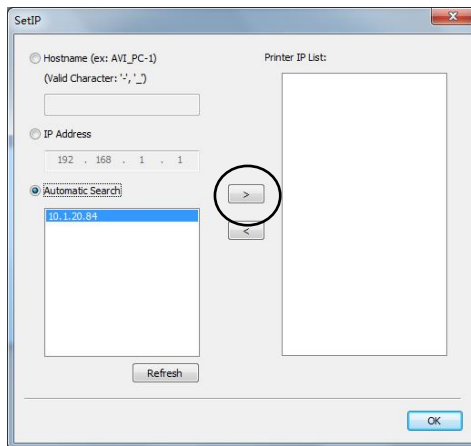 SetIP
Hostname (ex: AVI_PC-1)
(Valid Character: '-', '_')
IP Address
192 . 168 . 1 . 1
Automatic Search
10.1.20.84
Refresh
>
<
Printer IP List:
OK